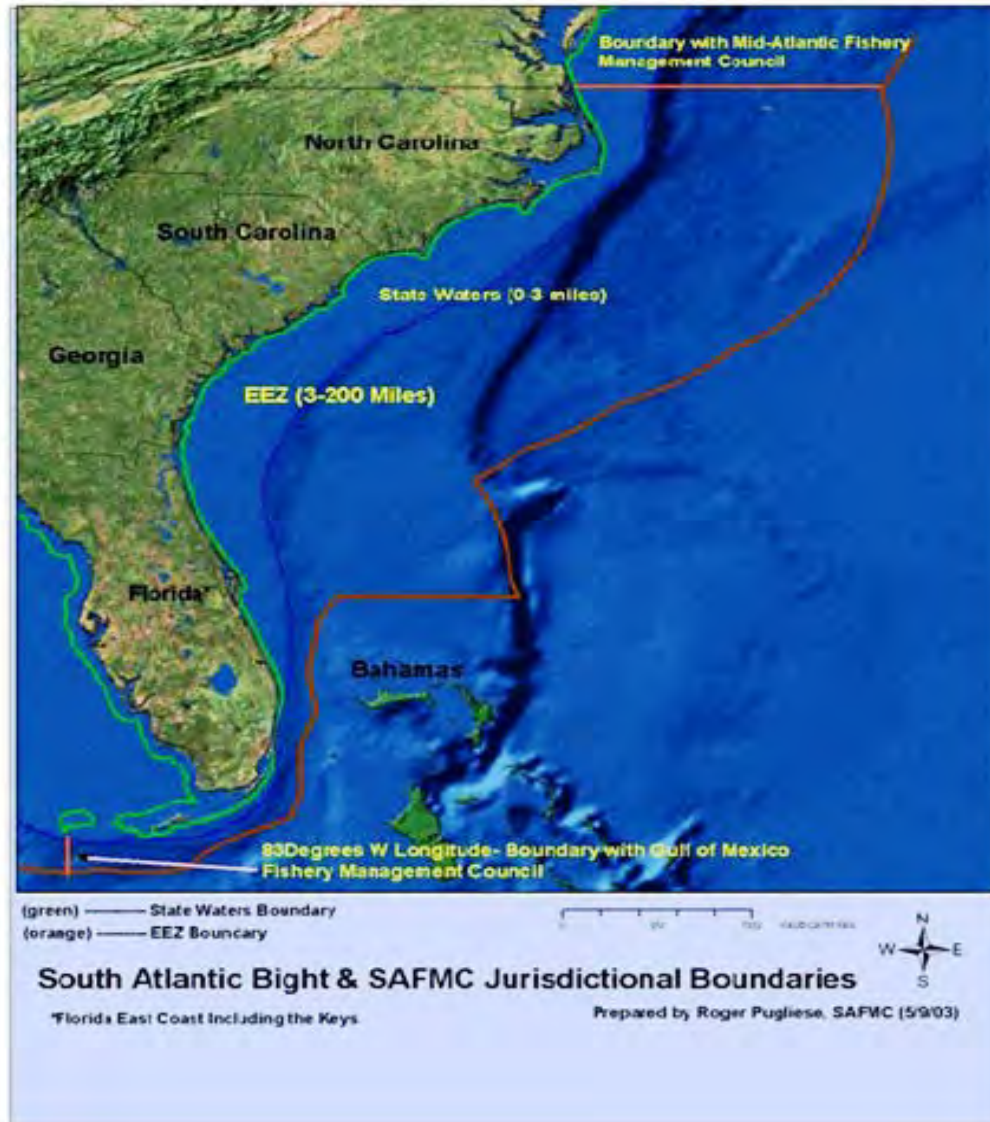 Boundary with Mid-Atlantic Fishery
Management Council
North Carolina
South Carolina
State Waters (0-3 miles)
Georgia
EEZ (3-200 Miles)
Florida*
Bahamas
83Degrees W Longitude- Boundary with Gulf of Mexico
Fishery Management Council
(green) ——— State Waters Boundary
(orange) ——— EEZ Boundary
0
N
W E
S
South Atlantic Bight & SAFMC Jurisdictional Boundaries
*Florida East Coast Including the Keys
Prepared by Roger Pugliese, SAFMC (5/9/03)